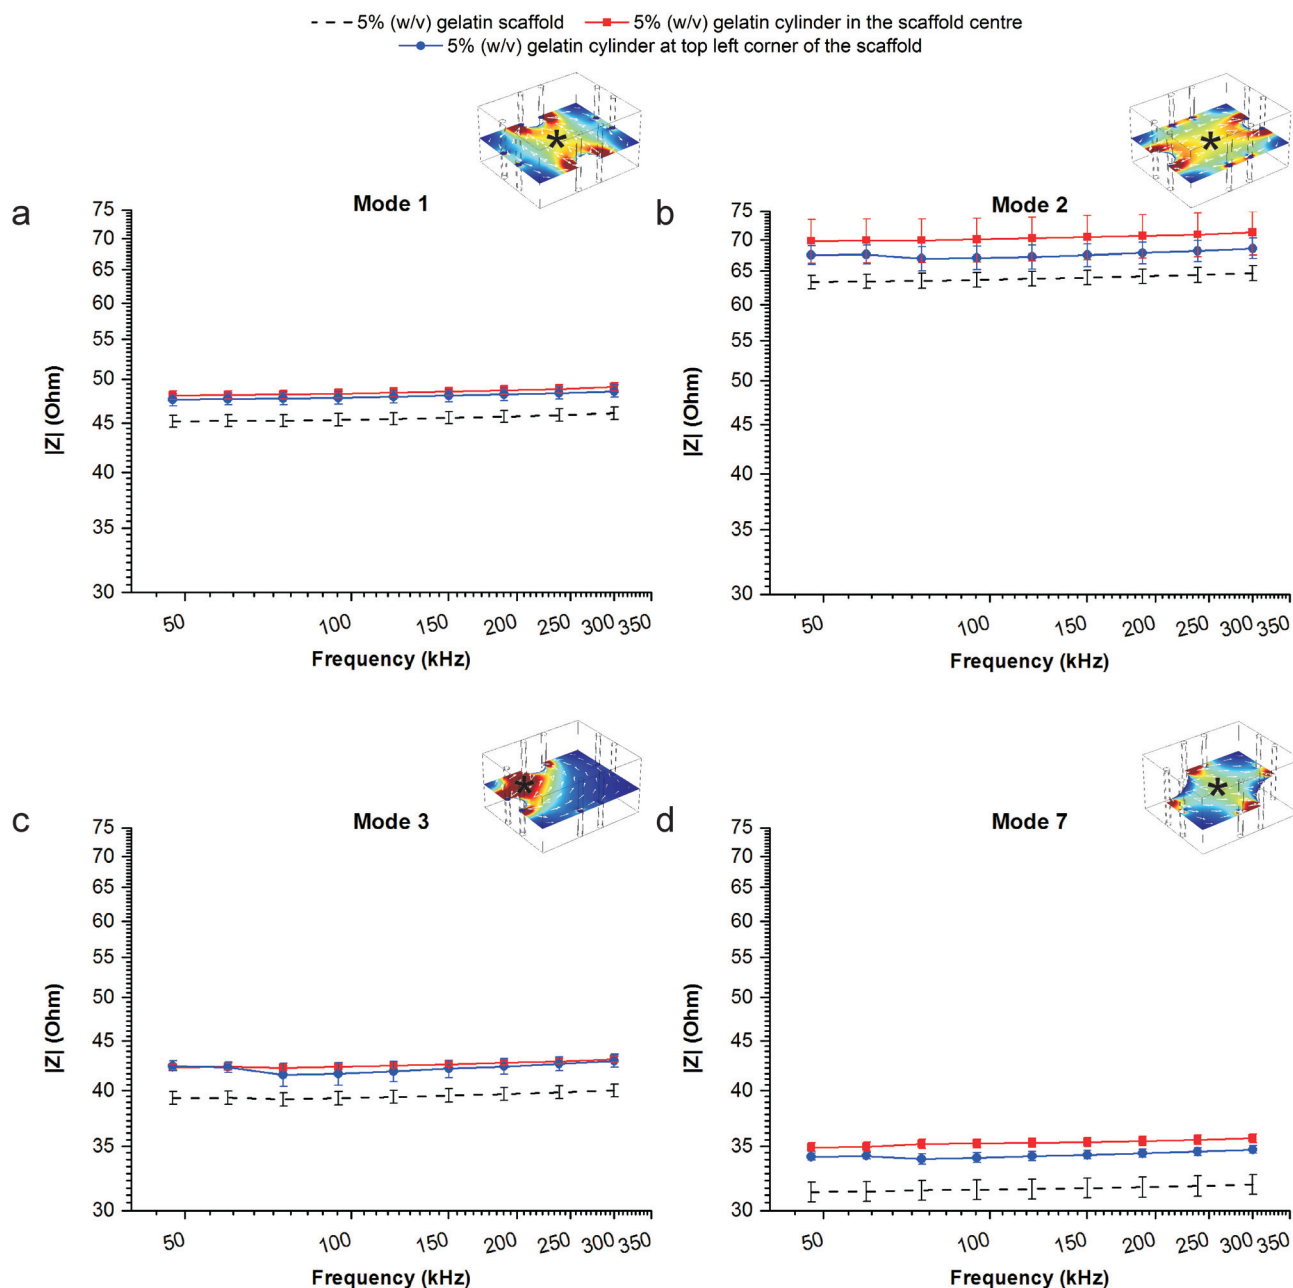 5% (w/v) gelatin scaffold 5% (w/v) gelatin cylinder in the scaffold centre
5% (w/v) gelatin cylinder at top left corner of the scaffold
a
Mode 1
*
|Z| (Ohm)
75
70
65
60
55
50
45
40
35
30
50 100 150 200 250 300 350
Frequency (kHz)
b
Mode 2
*
|Z| (Ohm)
75
70
65
60
55
50
45
40
35
30
50 100 150 200 250 300 350
Frequency (kHz)
c
Mode 3
*
|Z| (Ohm)
75
70
65
60
55
50
45
40
35
30
50 100 150 200 250 300 350
Frequency (kHz)
d
Mode 7
*
|Z| (Ohm)
75
70
65
60
55
50
45
40
35
30
50 100 150 200 250 300 350
Frequency (kHz)